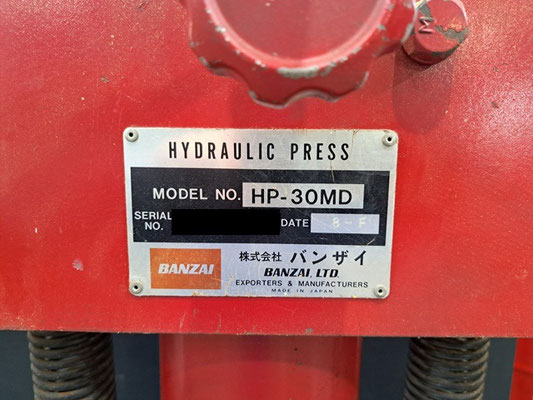 M
HYDRAULIC PRESS
MODEL NO. HP-30MD
SERIAL NO. DATE 8-F
BANZAI
株式会社 バンザイ
BANZAI, LTD.
EXPORTERS & MANUFACTURERS
MADE IN JAPAN